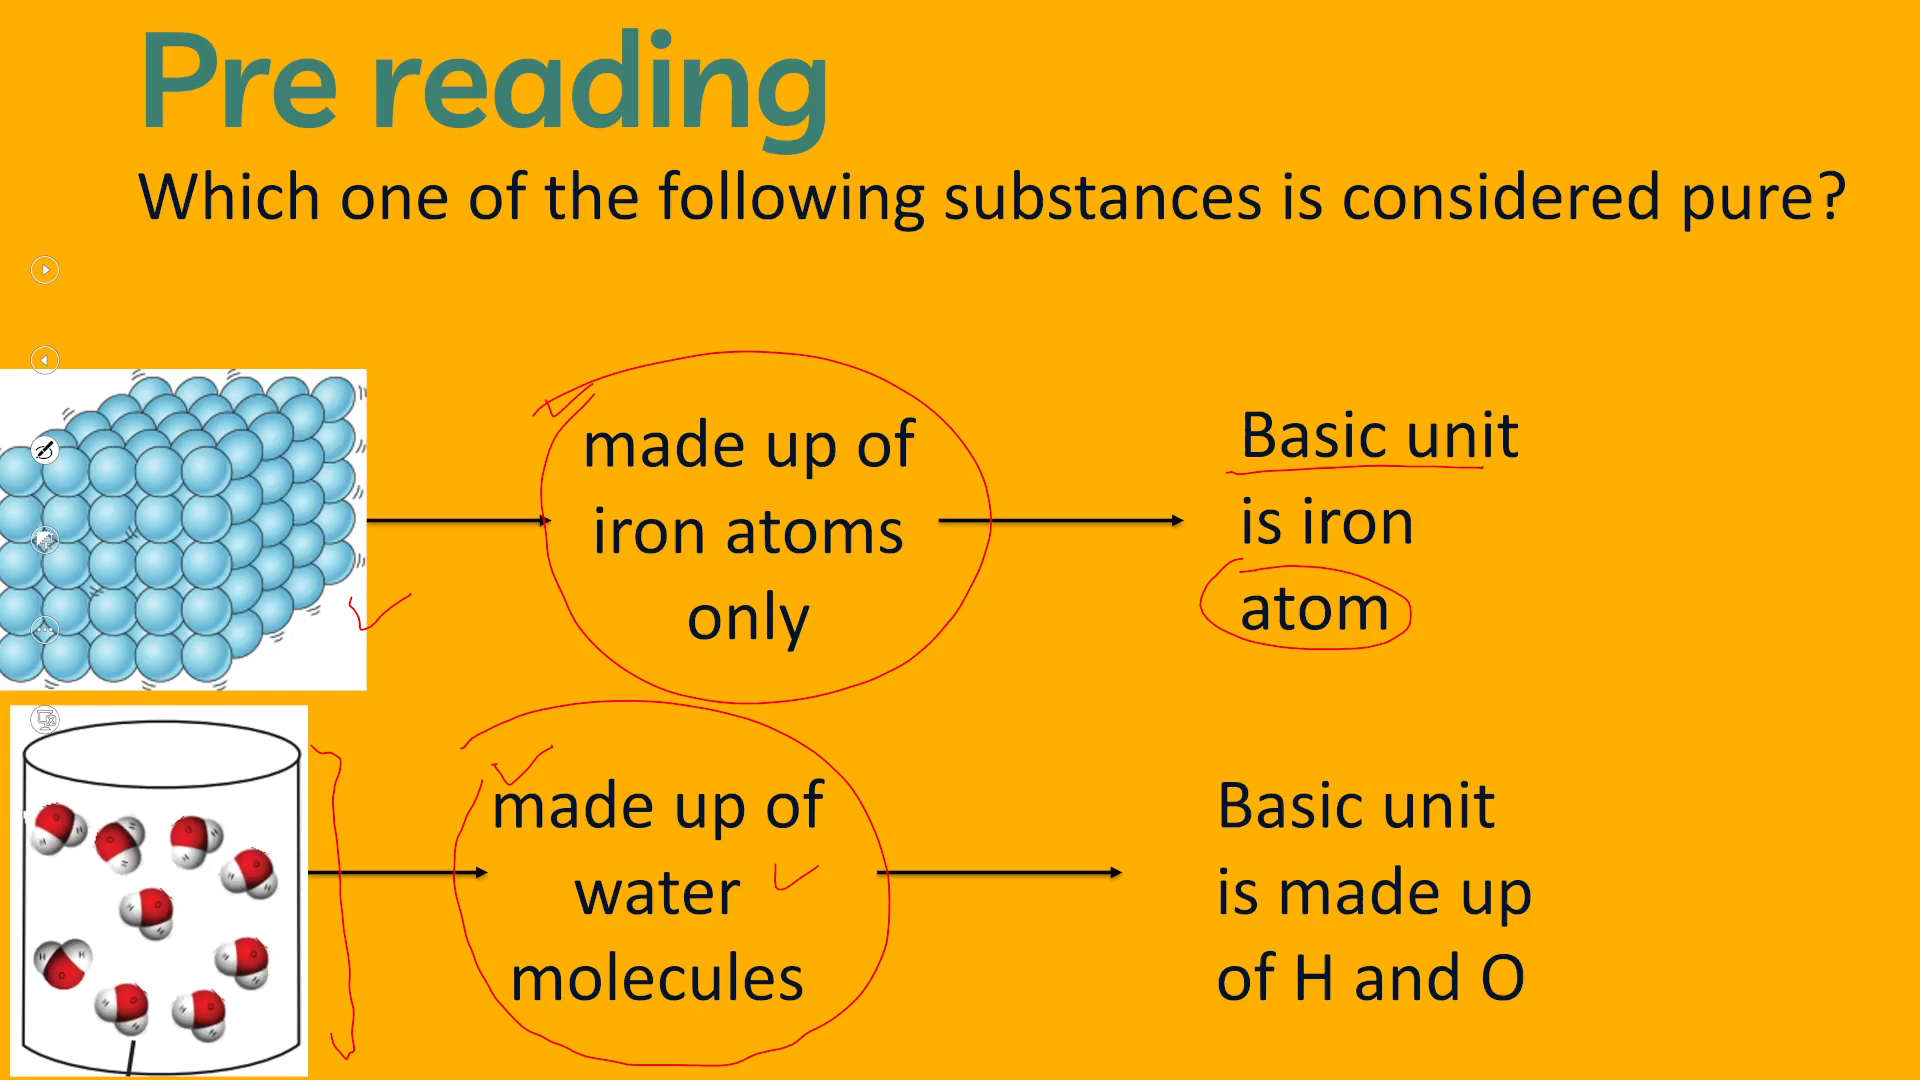 Pre reading
Which one of the following substances is considered pure?
made up of
iron atoms
only
Basic unit
is iron
atom
made up of
water
molecules
Basic unit
is made up
of H and O